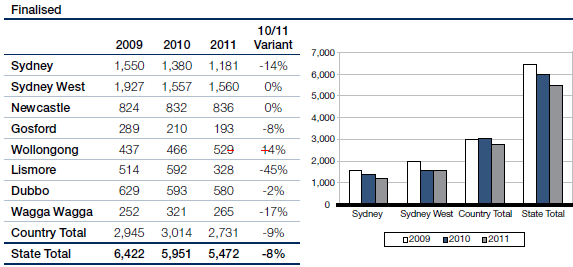 Finalised
2009 2010 2011 10/11 Variant
Sydney 1,550 1,380 1,181 -14%
Sydney West 1,927 1,557 1,560 0%
Newcastle 824 832 836 0%
Gosford 289 210 193 -8%
Wollongong 437 466 529 14%
Lismore 514 592 328 -45%
Dubbo 629 593 580 -2%
Wagga Wagga 252 321 265 -17%
Country Total 2,945 3,014 2,731 -9%
State Total 6,422 5,951 5,472 -8%
7,000
6,000
5,000
4,000
3,000
2,000
1,000
0
Sydney Sydney West Country Total State Total
2009 2010 2011